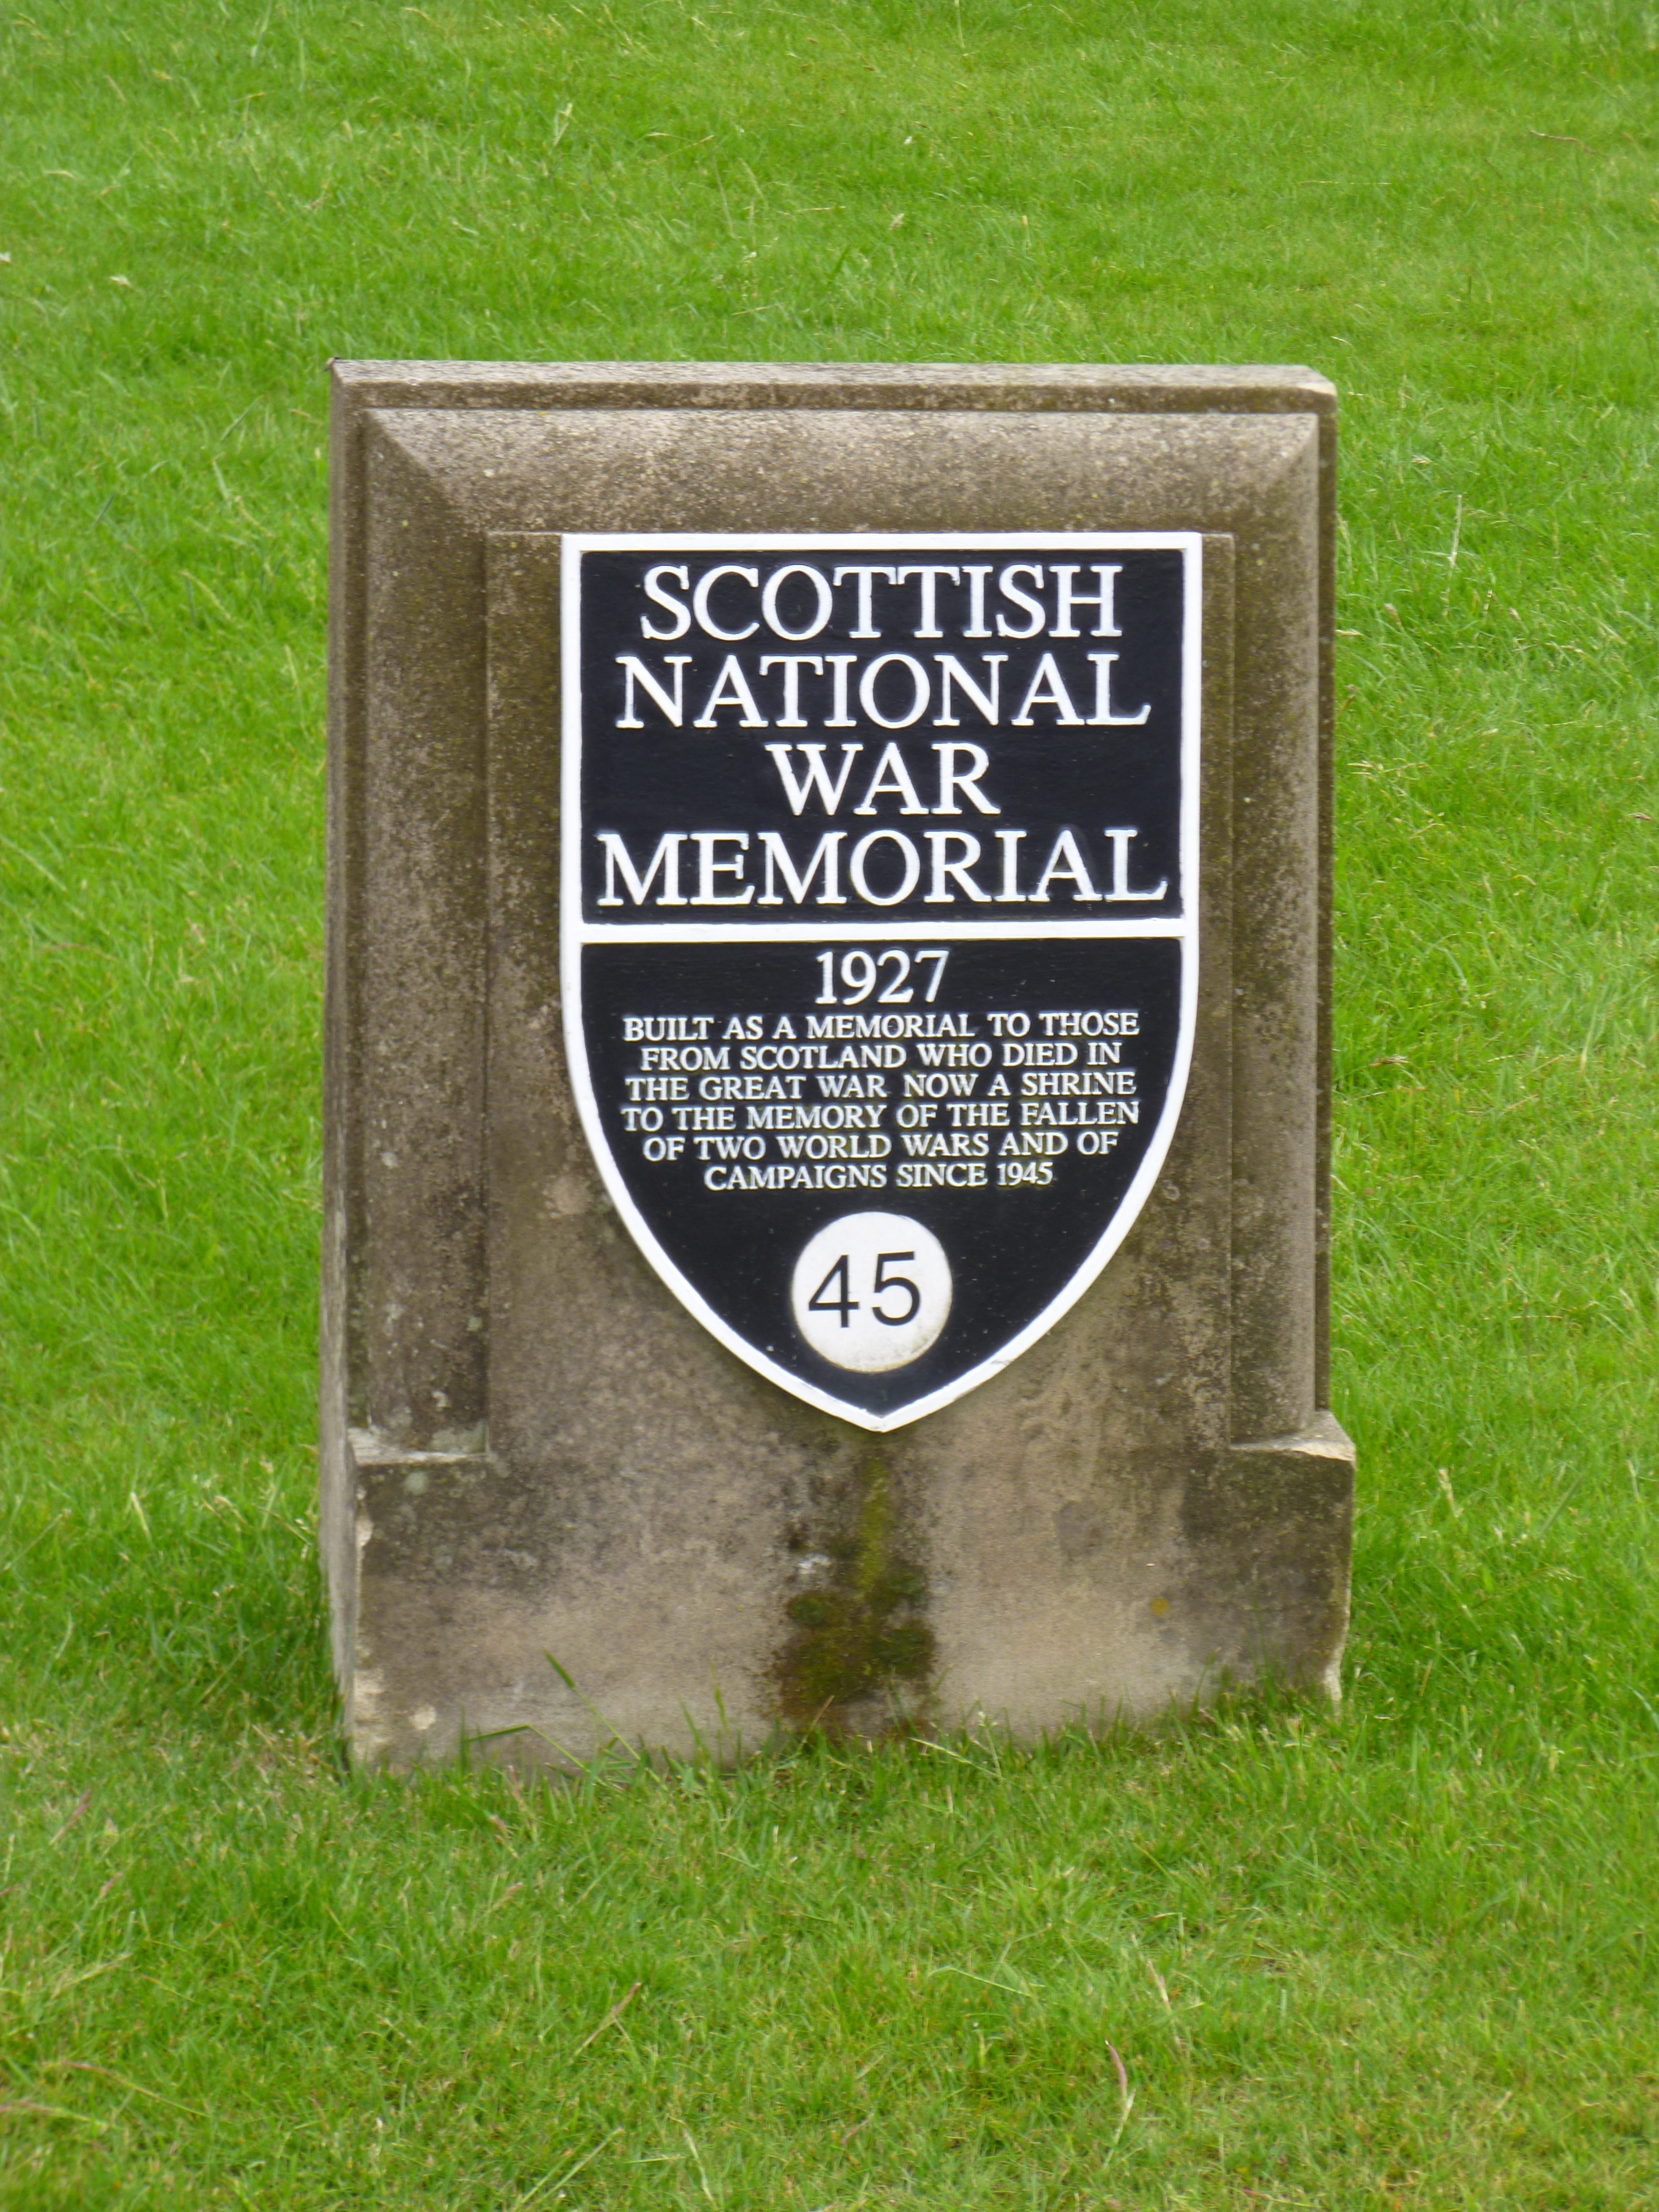 SCOTTISH
NATIONAL
WAR
MEMORIAL
1927
BUILT AS A MEMORIAL TO THOSE
FROM SCOTLAND WHO DIED IN
THE GREAT WAR NOW A SHRINE
TO THE MEMORY OF THE FALLEN
OF TWO WORLD WARS AND OF
CAMPAIGNS SINCE 1945
45